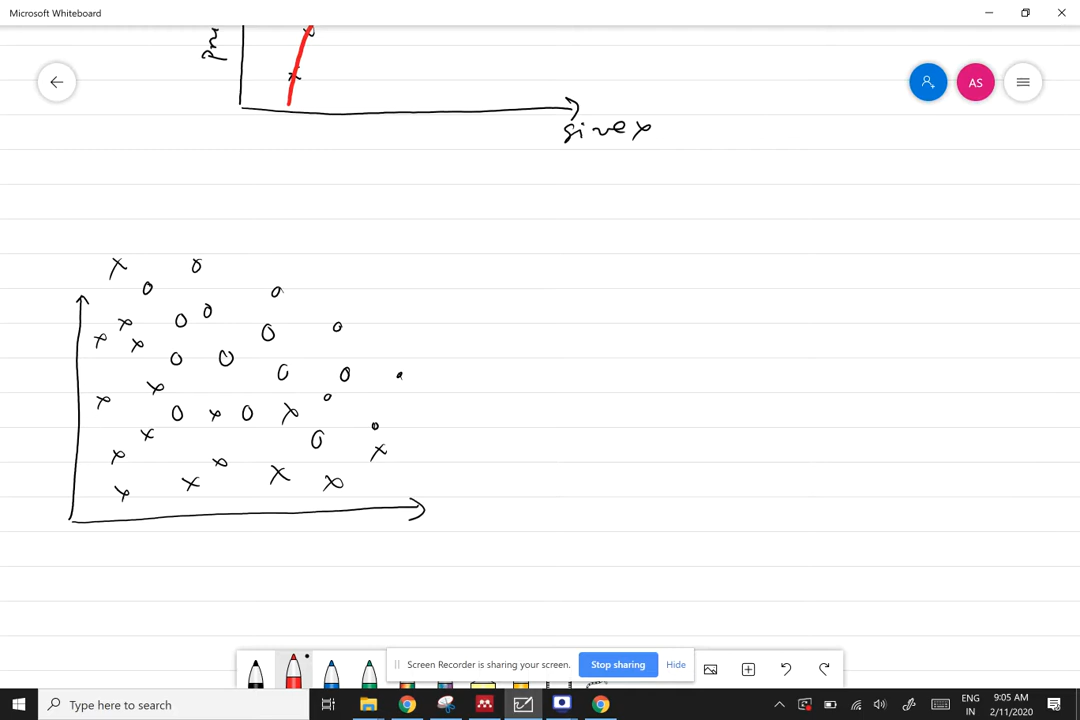 Microsoft Whiteboard
AS
Screen Recorder is sharing your screen.
Stop sharing
Hide
Type here to search
ENG
IN
9:05 AM
2/11/2020